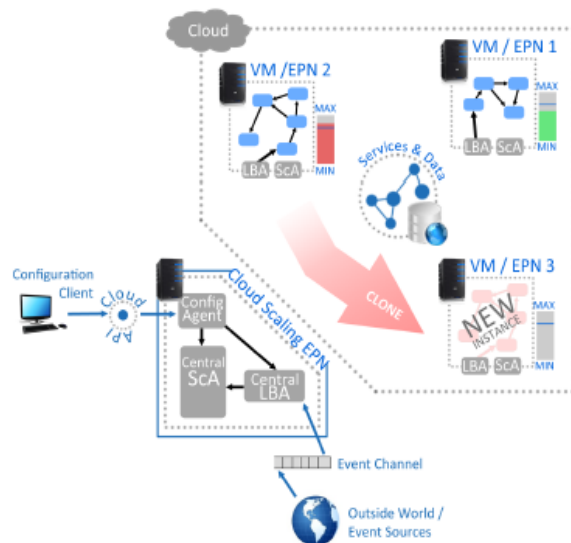 Cloud
VM /EPN 2
MAX
MIN
LBA
ScA
VM / EPN 1
MAX
MIN
LBA
ScA
Services & Data
CLONE
VM / EPN 3
MAX
MIN
NEW
INSTANCE
LBA
ScA
Configuration
Client
Cloud
API
Cloud Scaling EPN
Config
Agent
Central
ScA
Central
LBA
Event Channel
Outside World /
Event Sources